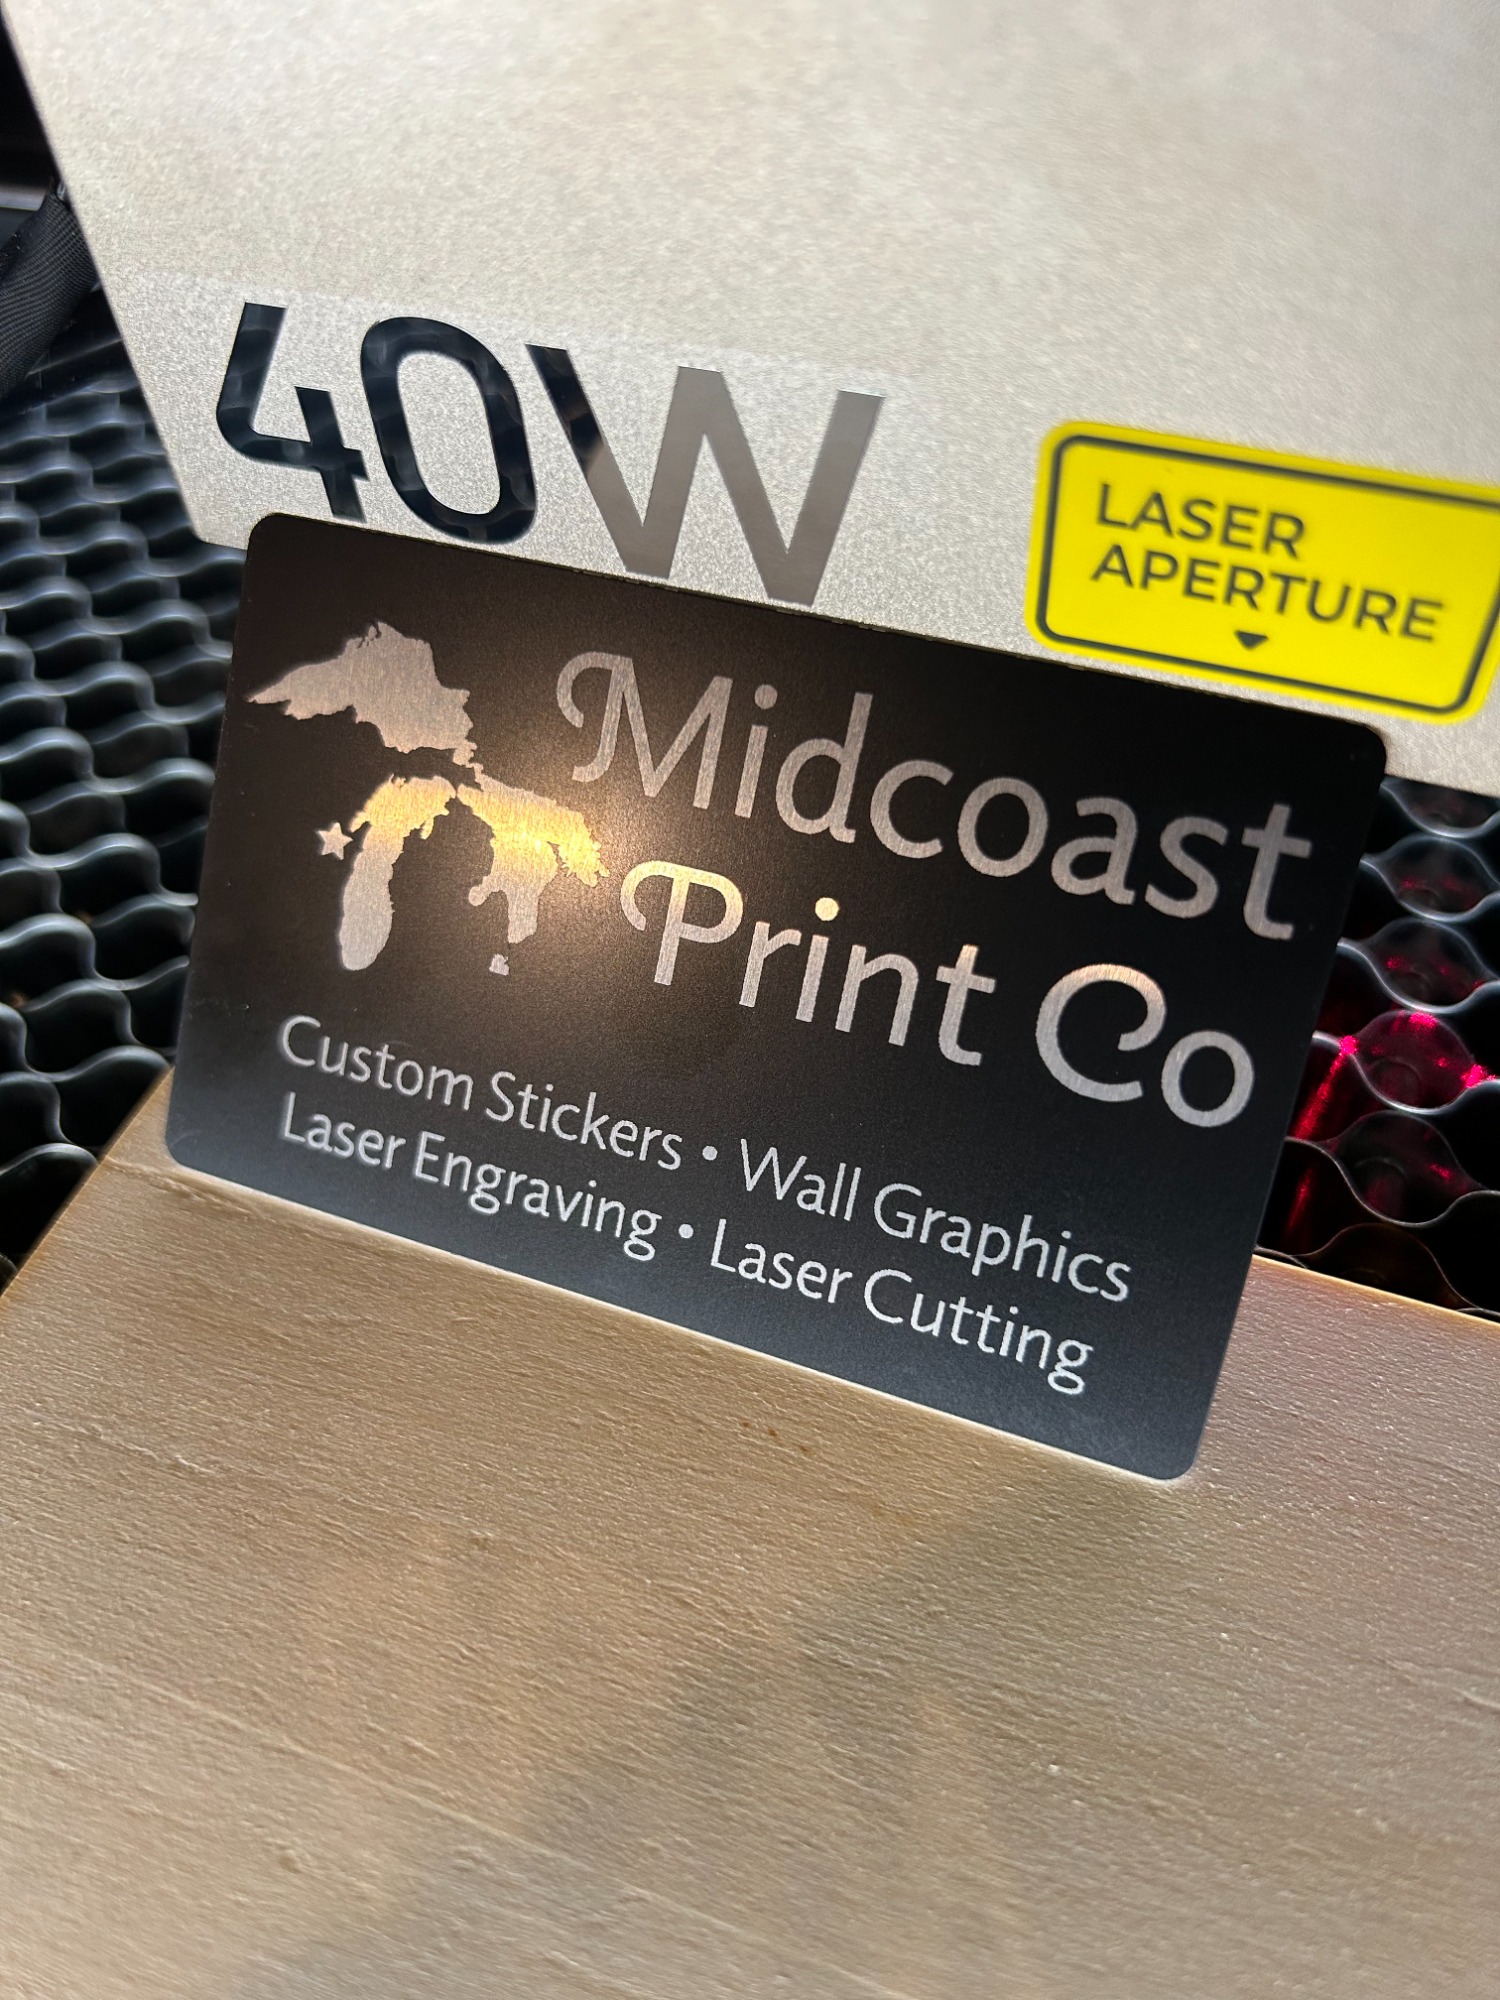 40W
LASER
APERTURE
Midcoast
Print Co
Custom Stickers • Wall Graphics
Laser Engraving • Laser Cutting